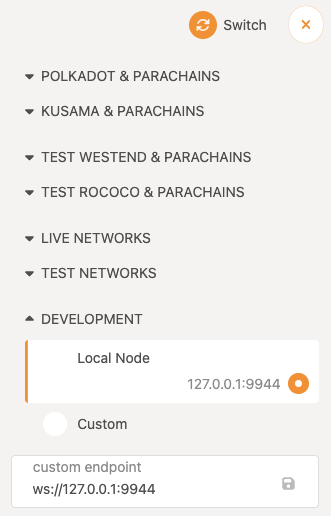 Switch
POLKADOT & PARACHAINS
KUSAMA & PARACHAINS
TEST WESTEND & PARACHAINS
TEST ROCOCO & PARACHAINS
LIVE NETWORKS
TEST NETWORKS
DEVELOPMENT
Local Node
127.0.0.1:9944
Custom
custom endpoint
ws://127.0.0.1:9944